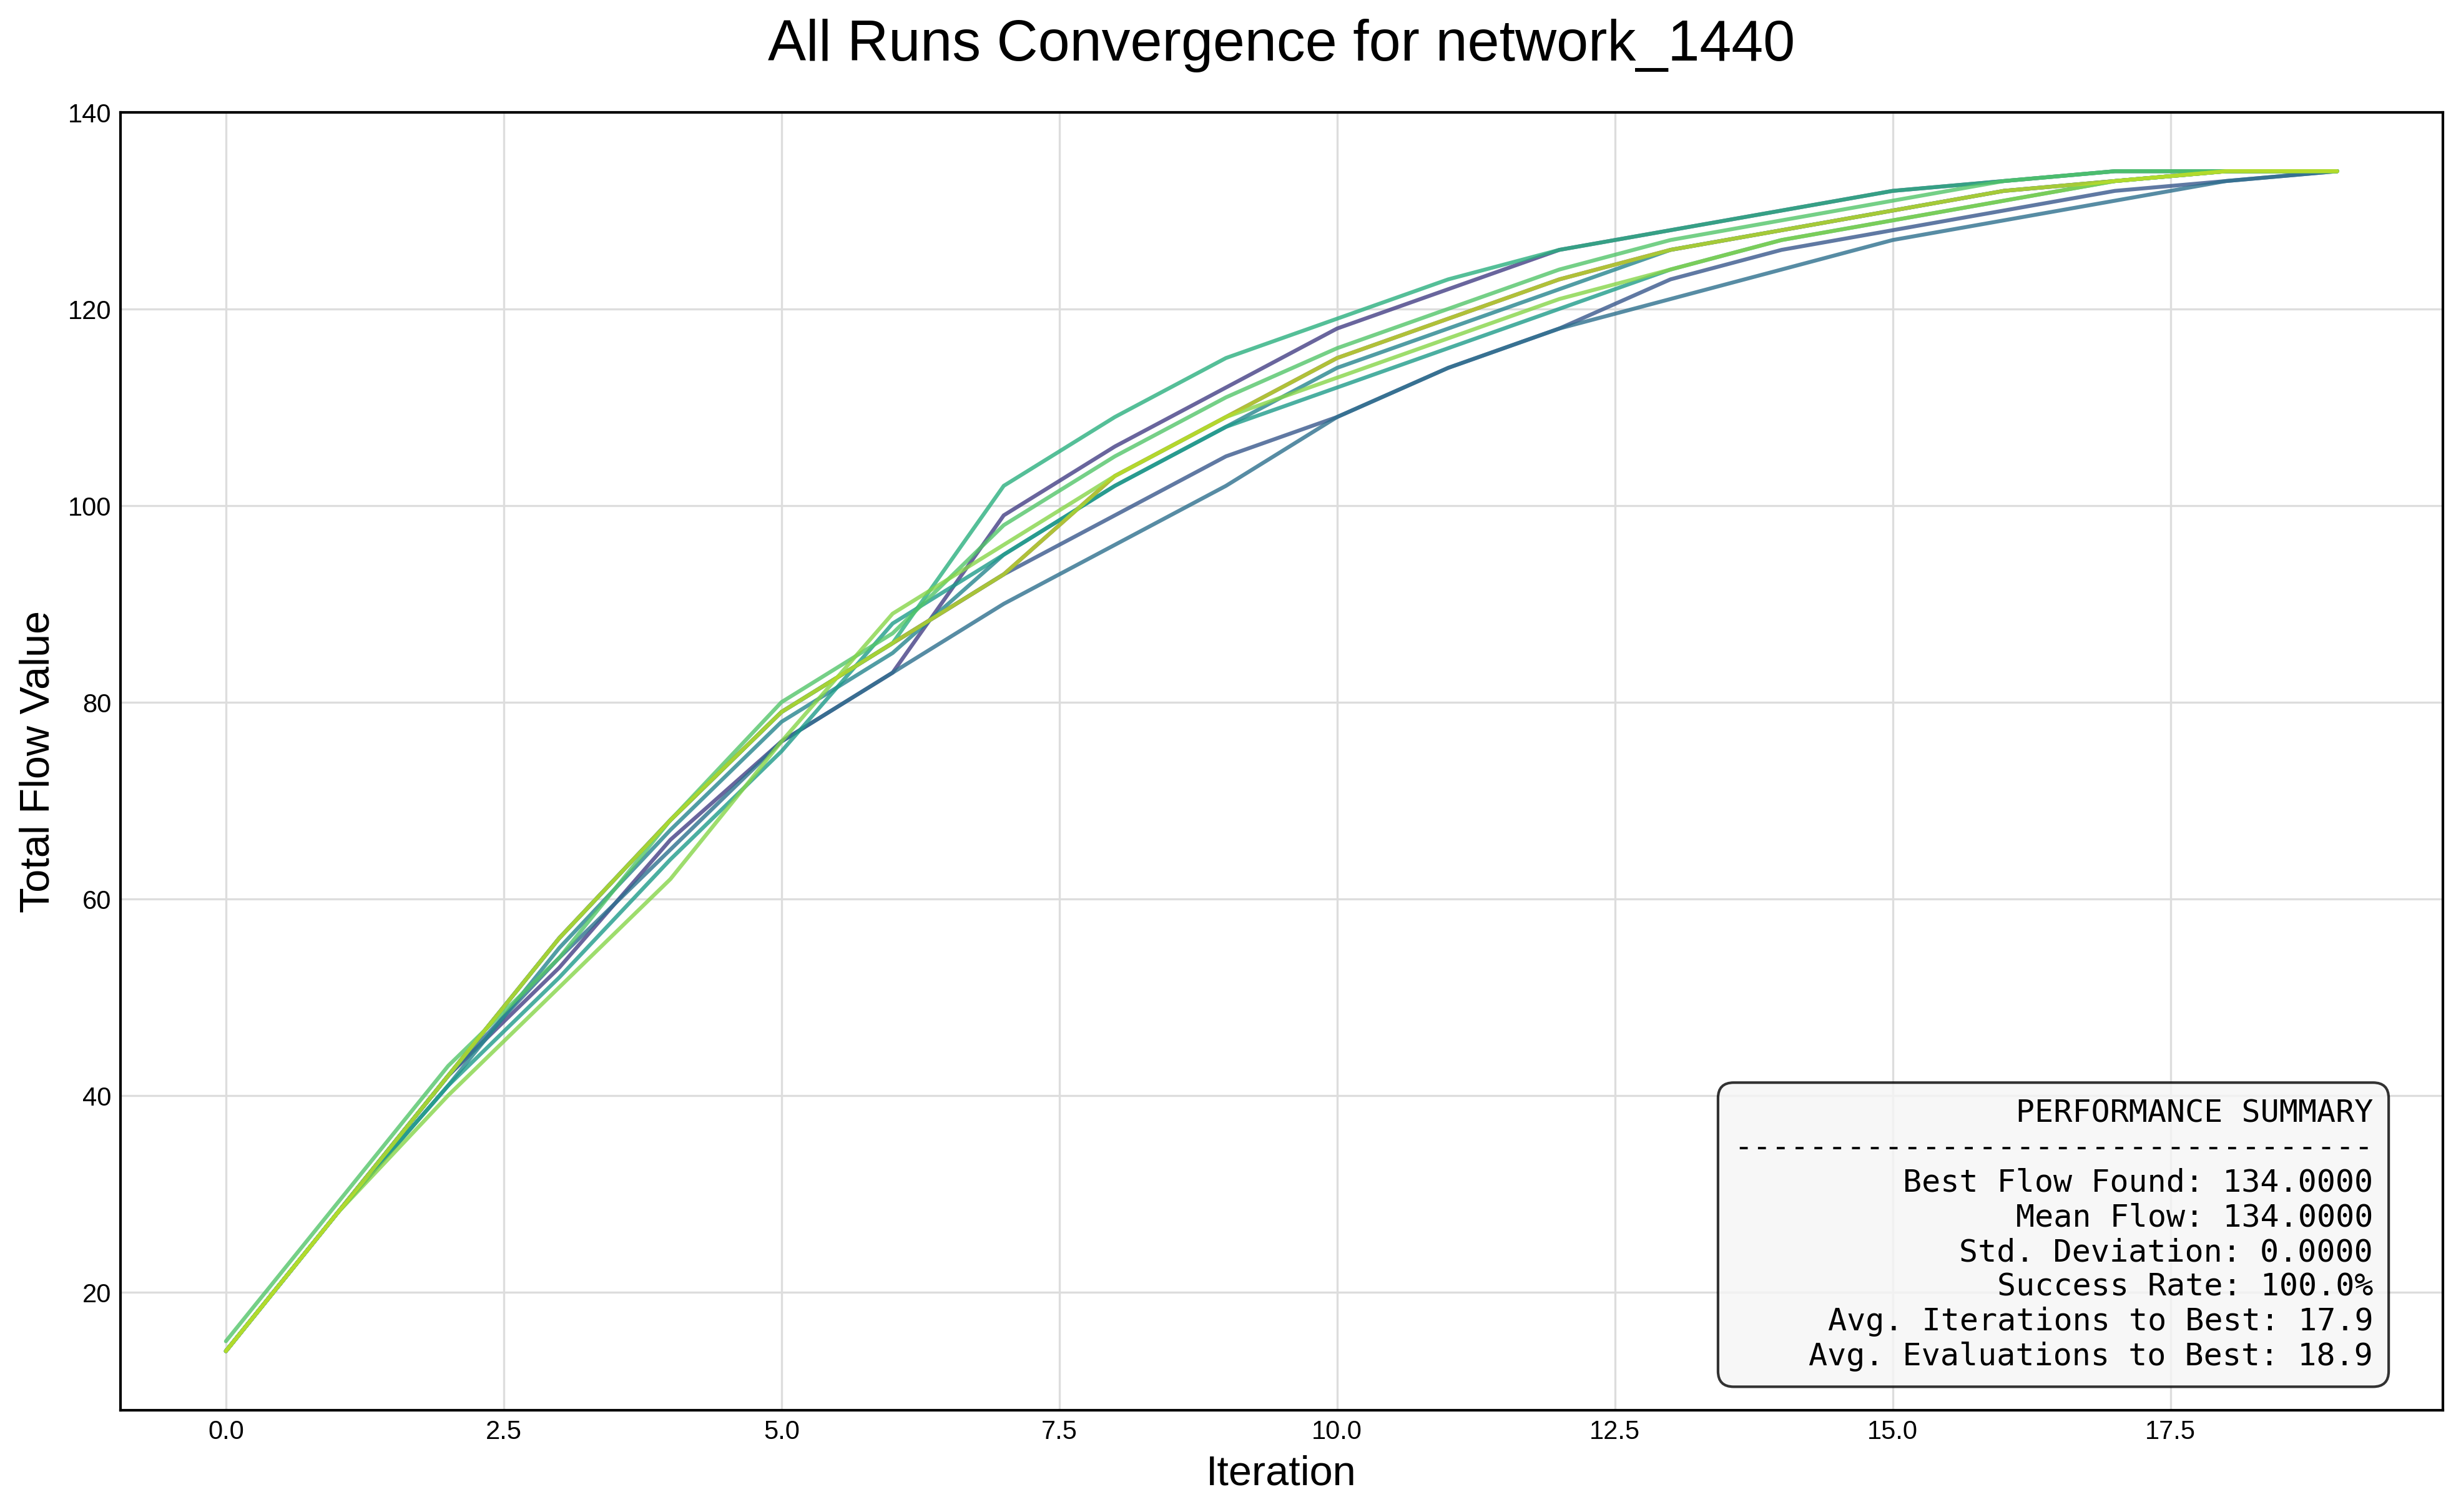 All Runs Convergence for network_1440
Total Flow Value
140
120
100
80
60
40
20
PERFORMANCE SUMMARY
----------------------------------
Best Flow Found: 134.0000
Mean Flow: 134.0000
Std. Deviation: 0.0000
Success Rate: 100.0%
Avg. Iterations to Best: 17.9
Avg. Evaluations to Best: 18.9
0.0 2.5 5.0 7.5 10.0 12.5 15.0 17.5
Iteration